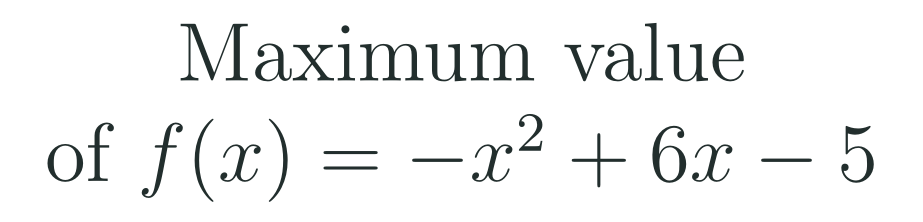 Maximum value
of f(x) = −x² + 6x − 5